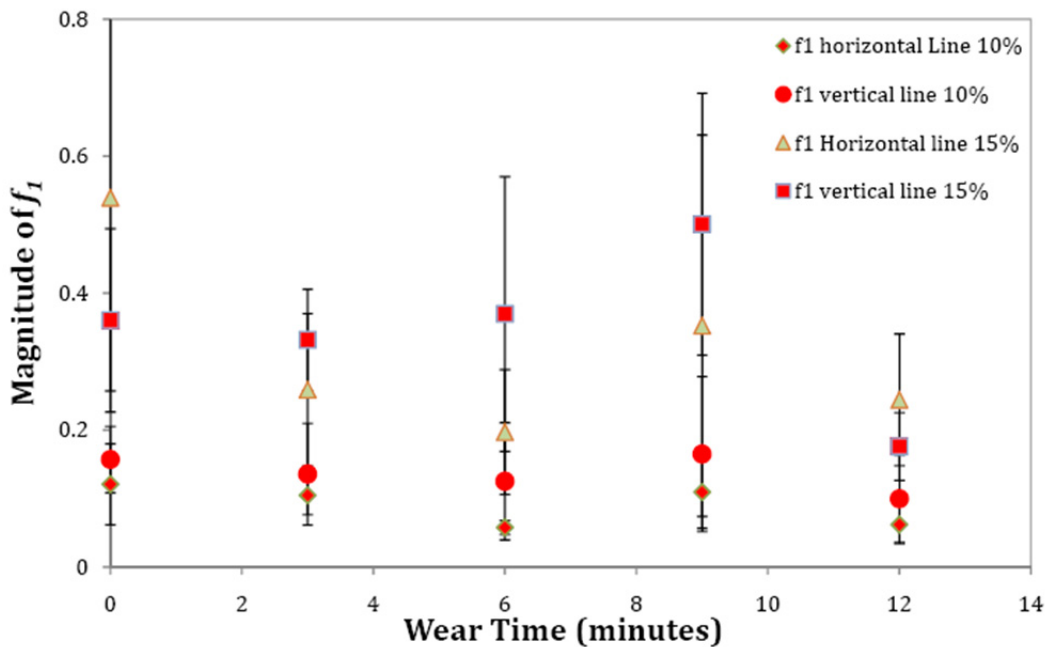 0.8
0.6
0.4
0.2
0
Magnitude of f1
f1 horizontal Line 10%
f1 vertical line 10%
f1 Horizontal line 15%
f1 vertical line 15%
0 2 4 6 8 10 12 14
Wear Time (minutes)